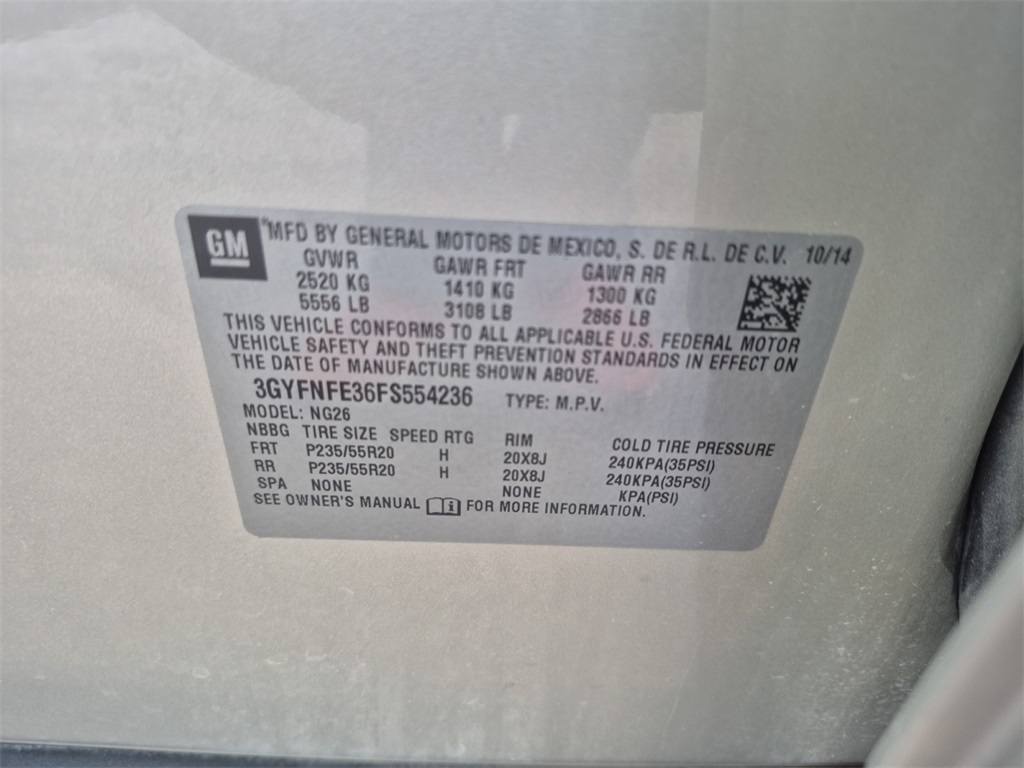 GM
MFD BY GENERAL MOTORS DE MEXICO, S. DE R.L. DE C.V. 10/14
GVWR GAWR FRT GAWR RR
2520 KG 1410 KG 1300 KG
5556 LB 3108 LB 2866 LB
THIS VEHICLE CONFORMS TO ALL APPLICABLE U.S. FEDERAL MOTOR
VEHICLE SAFETY AND THEFT PREVENTION STANDARDS IN EFFECT ON
THE DATE OF MANUFACTURE SHOWN ABOVE.
3GYFNFE36FS554236 TYPE: M.P.V.
MODEL: NG26
NBBG TIRE SIZE SPEED RTG RIM COLD TIRE PRESSURE
FRT P235/55R20 H 20X8J 240KPA(35PSI)
RR P235/55R20 H 20X8J 240KPA(35PSI)
SPA NONE NONE KPA(PSI)
SEE OWNER'S MANUAL i FOR MORE INFORMATION.